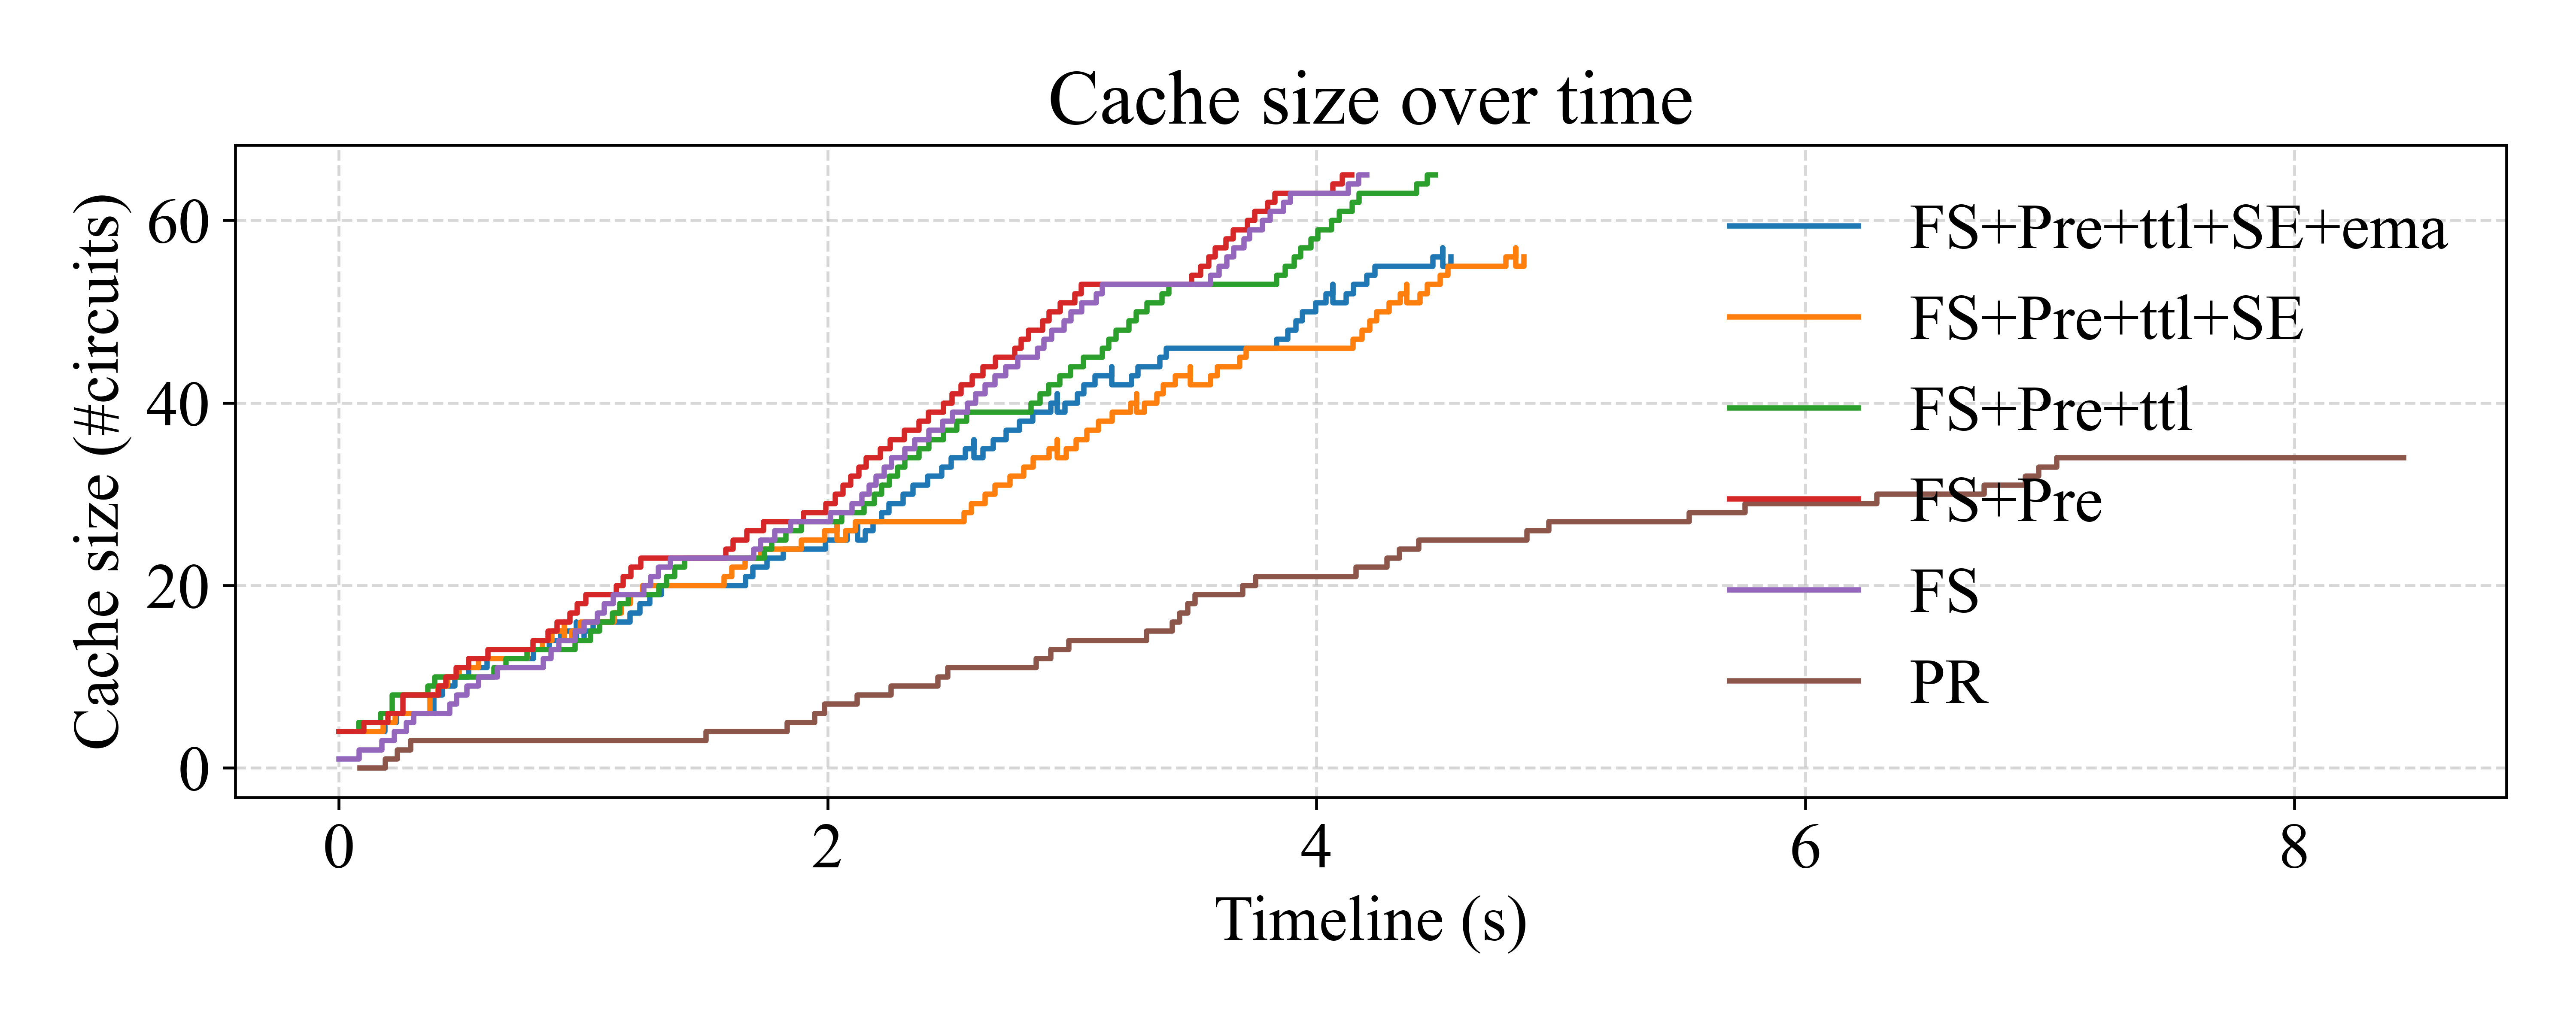 Cache size over time
Cache size (#circuits)
60
40
20
0
0 2 4 6 8
Timeline (s)
FS+Pre+ttl+SE+ema
FS+Pre+ttl+SE
FS+Pre+ttl
FS+Pre
FS
PR